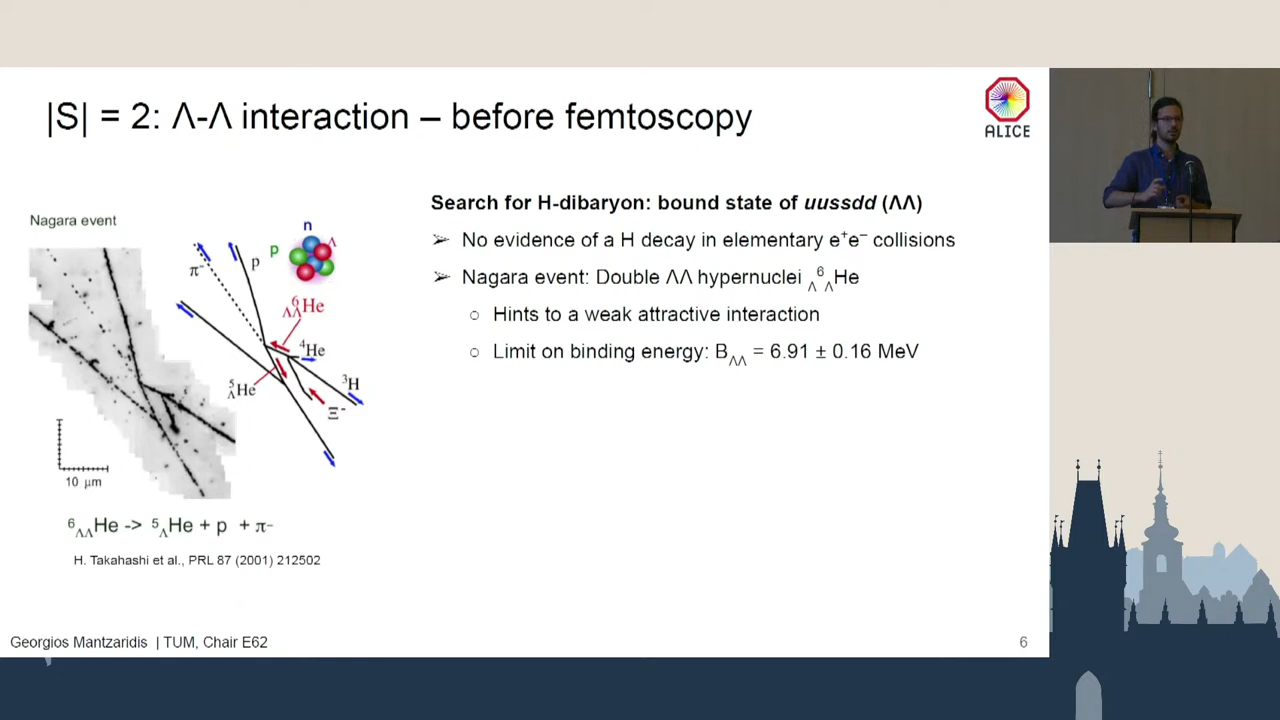 |S| = 2: Λ-Λ interaction – before femtoscopy
ALICE
Nagara event
n
p
Λ
π⁻
p
⁶ΛΛHe
⁴He
⁵ΛHe
³H
Ξ⁻
10 μm
⁶ΛΛHe -> ⁵ΛHe + p + π⁻
H. Takahashi et al., PRL 87 (2001) 212502
Search for H-dibaryon: bound state of uussdd (ΛΛ)
➢ No evidence of a H decay in elementary e⁺e⁻ collisions
➢ Nagara event: Double ΛΛ hypernuclei Λ⁶ΛHe
○ Hints to a weak attractive interaction
○ Limit on binding energy: BΛΛ = 6.91 ± 0.16 MeV
Georgios Mantzaridis | TUM, Chair E62
6